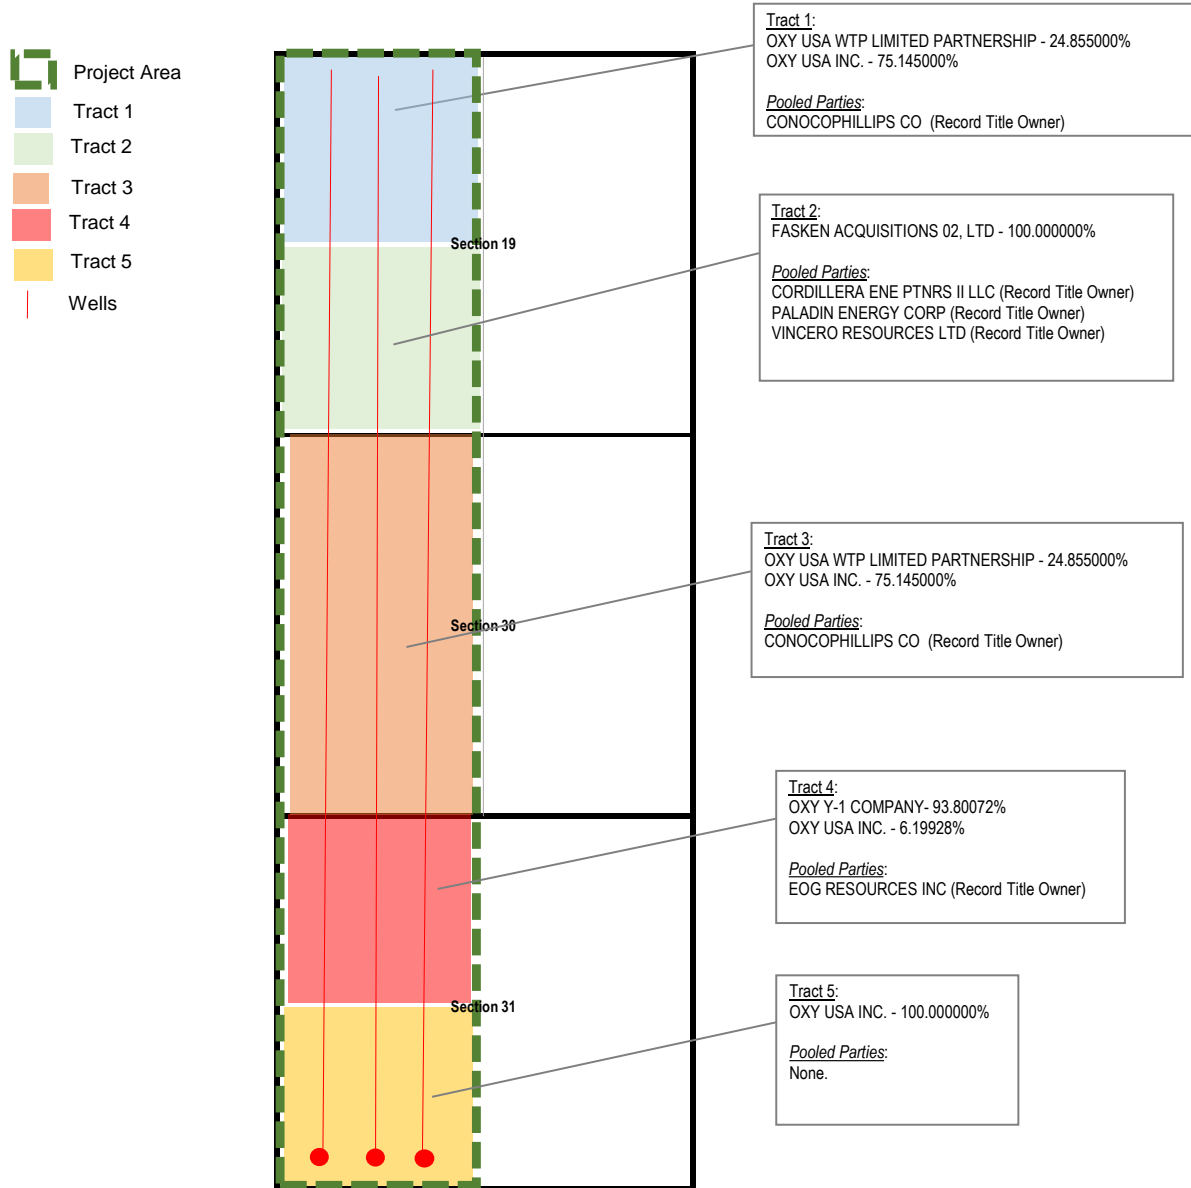 Project Area
Tract 1
Tract 2
Tract 3
Tract 4
Tract 5
Wells
Section 19
Section 30
Section 31
Tract 1:
OXY USA WTP LIMITED PARTNERSHIP - 24.855000%
OXY USA INC. - 75.145000%
Pooled Parties:
CONOCOPHILLIPS CO  (Record Title Owner)
Tract 2:
FASKEN ACQUISITIONS 02, LTD - 100.000000%
Pooled Parties:
CORDILLERA ENE PTNRS II LLC (Record Title Owner)
PALADIN ENERGY CORP (Record Title Owner)
VINCERO RESOURCES LTD (Record Title Owner)
Tract 3:
OXY USA WTP LIMITED PARTNERSHIP - 24.855000%
OXY USA INC. - 75.145000%
Pooled Parties:
CONOCOPHILLIPS CO  (Record Title Owner)
Tract 4:
OXY Y-1 COMPANY- 93.80072%
OXY USA INC. - 6.19928%
Pooled Parties:
EOG RESOURCES INC (Record Title Owner)
Tract 5:
OXY USA INC. - 100.000000%
Pooled Parties:
None.